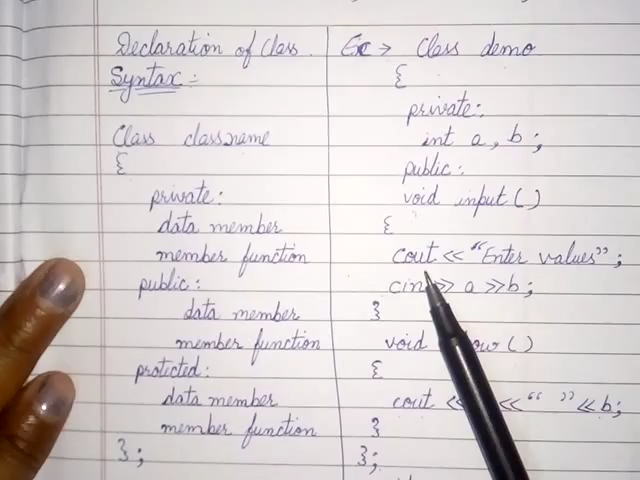 Declaration of Class.
Syntax:-
Class classname
{
private:
data member
member function
public:
data member
member function
protected:
data member
member function
};
Ex → Class demo
{
private:
int a, b;
public:
void input()
{
cout << "Enter values";
cin >> a >> b;
}
void ()
{
cout << << " " << b;
}
};